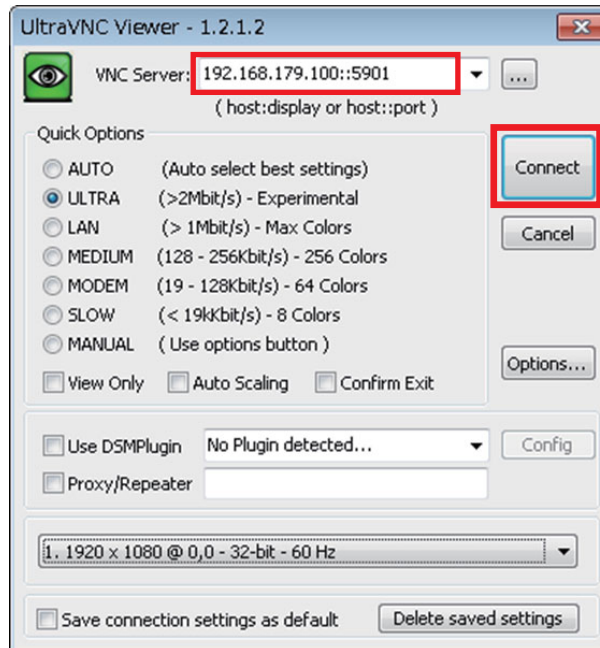 UltraVNC Viewer - 1.2.1.2
VNC Server: 192.168.179.100::5901 ...
( host:display or host::port )
Quick Options
AUTO (Auto select best settings)
Connect
ULTRA (>2Mbit/s) - Experimental
LAN (> 1Mbit/s) - Max Colors
Cancel
MEDIUM (128 - 256Kbit/s) - 256 Colors
MODEM (19 - 128Kbit/s) - 64 Colors
SLOW (< 19kKbit/s) - 8 Colors
MANUAL ( Use options button )
Options...
View Only Auto Scaling Confirm Exit
Use DSMPlugin No Plugin detected... Config
Proxy/Repeater
1. 1920 x 1080 @ 0,0 - 32-bit - 60 Hz
Save connection settings as default Delete saved settings